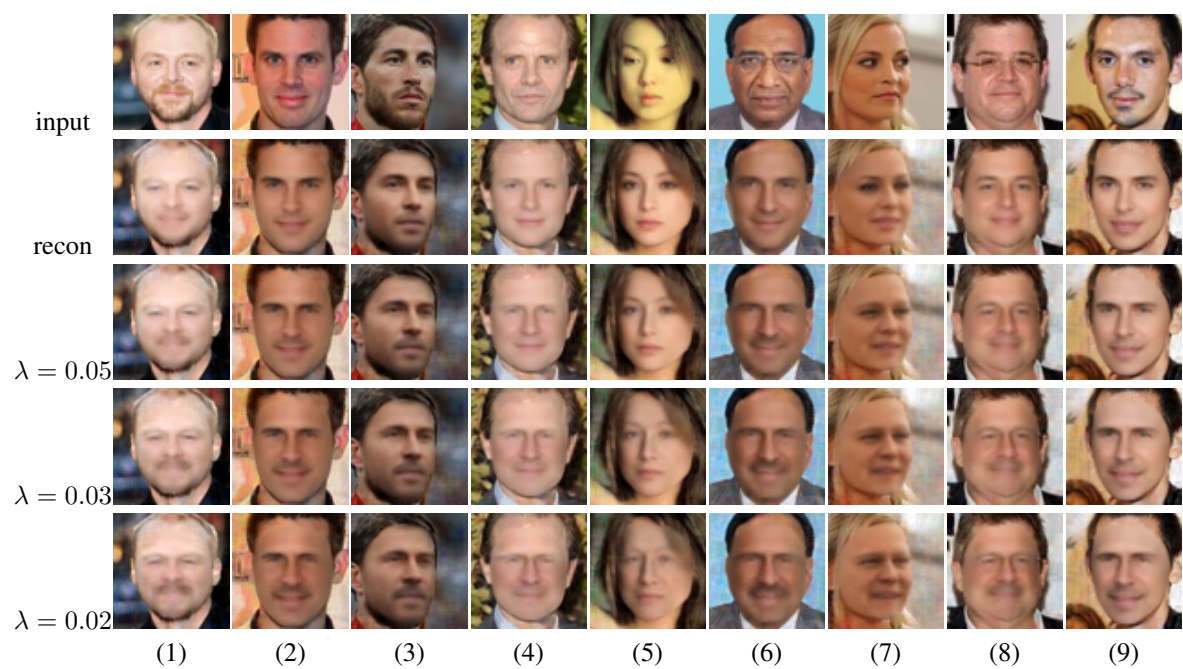 input
recon
λ = 0.05
λ = 0.03
λ = 0.02
(1) (2) (3) (4) (5) (6) (7) (8) (9)